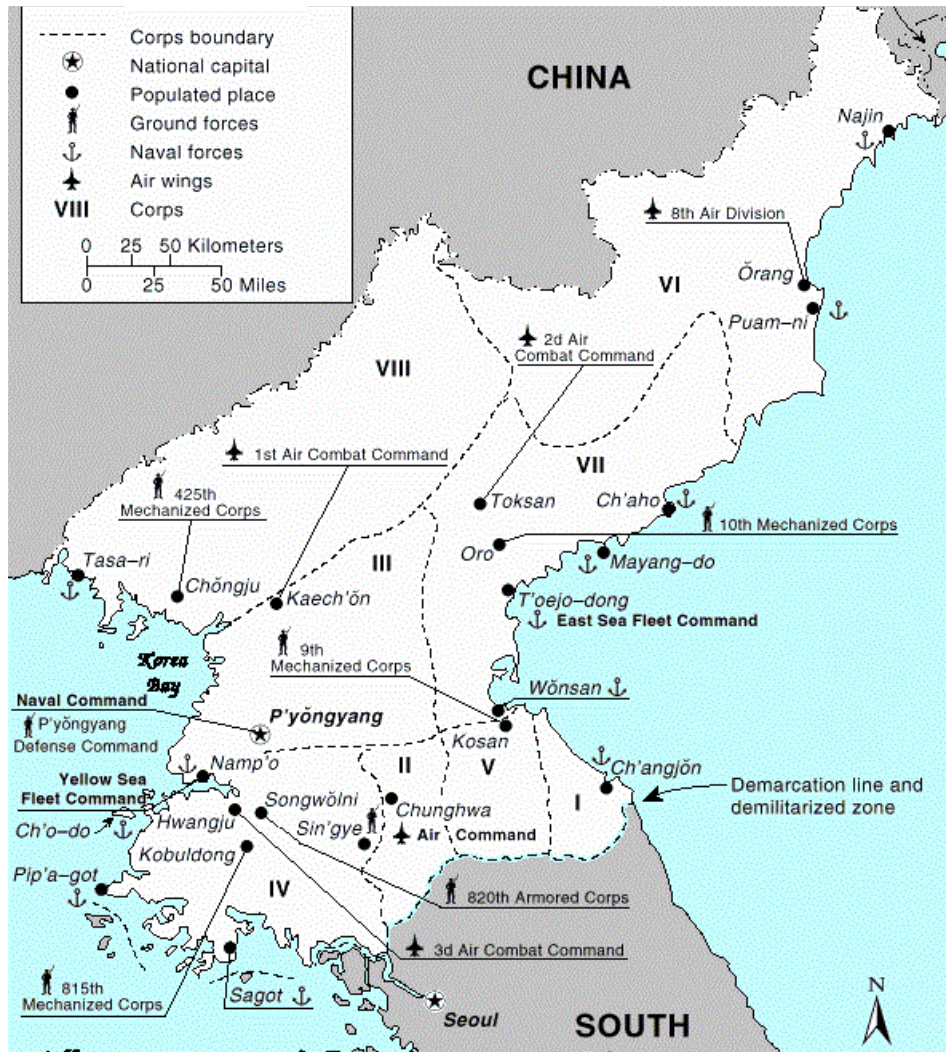 Corps boundary
National capital
Populated place
Ground forces
Naval forces
Air wings
VIII Corps
0 25 50 Kilometers
0 25 50 Miles
CHINA
Najin
8th Air Division
Ŏrang
VI
Puam-ni
2d Air
Combat Command
VIII
1st Air Combat Command
VII
425th
Mechanized Corps
Toksan
Ch'aho
10th Mechanized Corps
Tasa-ri
III
Oro
Mayang-do
Chŏngju
Kaech'ŏn
T'oejo-dong
East Sea Fleet Command
9th
Mechanized Corps
Korea
Bay
Wŏnsan
Naval Command
P'yŏngyang
P'yŏngyang
Defense Command
Kosan
II
V
Namp'o
Yellow Sea
Fleet Command
I
Ch'angjŏn
Demarcation line and
demilitarized zone
Songwŏlni
Chunghwa
Hwangju
Sin'gye
Air Command
Ch'o-do
Kobuldong
Pip'a-got
IV
820th Armored Corps
3d Air Combat Command
815th
Mechanized Corps
Sagot
Seoul
SOUTH
N